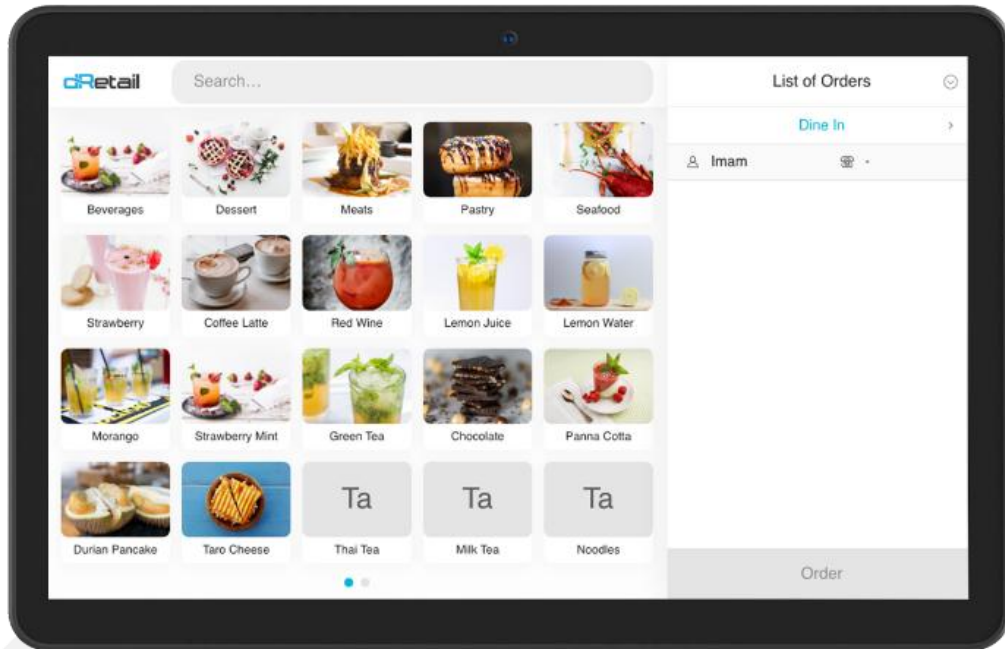 dRetail
Search...
List of Orders
Dine In
Imam
Beverages
Dessert
Meats
Pastry
Seafood
Strawberry
Coffee Latte
Red Wine
Lemon Juice
Lemon Water
Morango
Strawberry Mint
Green Tea
Chocolate
Panna Cotta
Durian Pancake
Taro Cheese
Ta
Thai Tea
Ta
Milk Tea
Ta
Noodles
Order